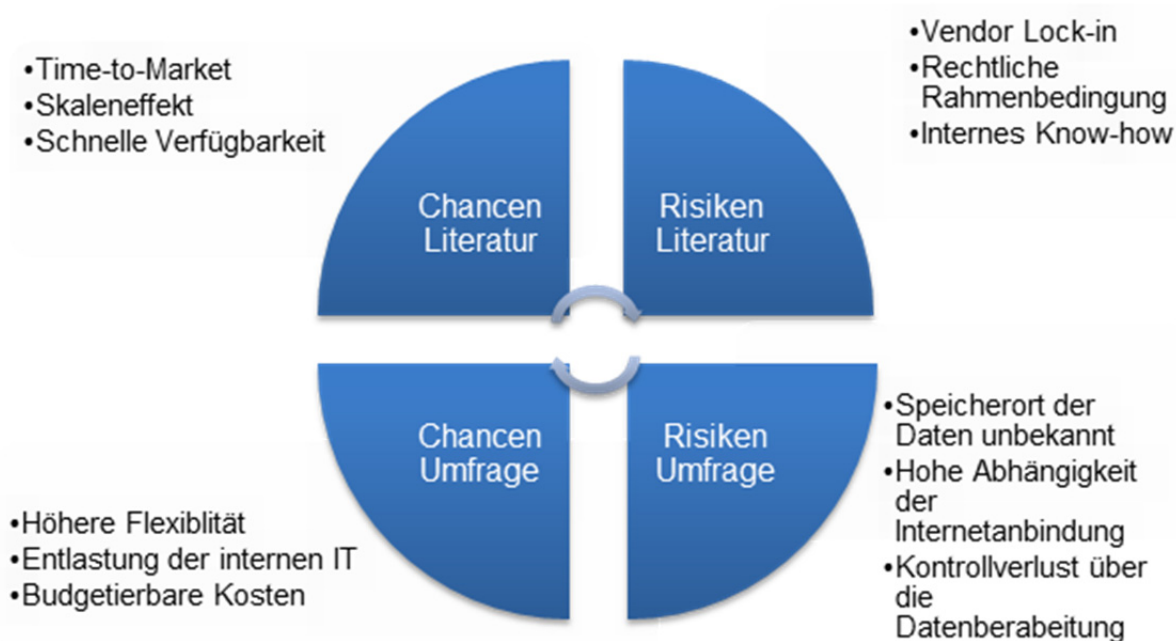 •Time-to-Market
•Skaleneffekt
•Schnelle Verfügbarkeit
•Vendor Lock-in
•Rechtliche
Rahmenbedingung
•Internes Know-how
Chancen
Literatur
Risiken
Literatur
Chancen
Umfrage
Risiken
Umfrage
•Höhere Flexiblität
•Entlastung der internen IT
•Budgetierbare Kosten
•Speicherort der
Daten unbekannt
•Hohe Abhängigkeit
der
Internetanbindung
•Kontrollverlust über
die
Datenberabeitung